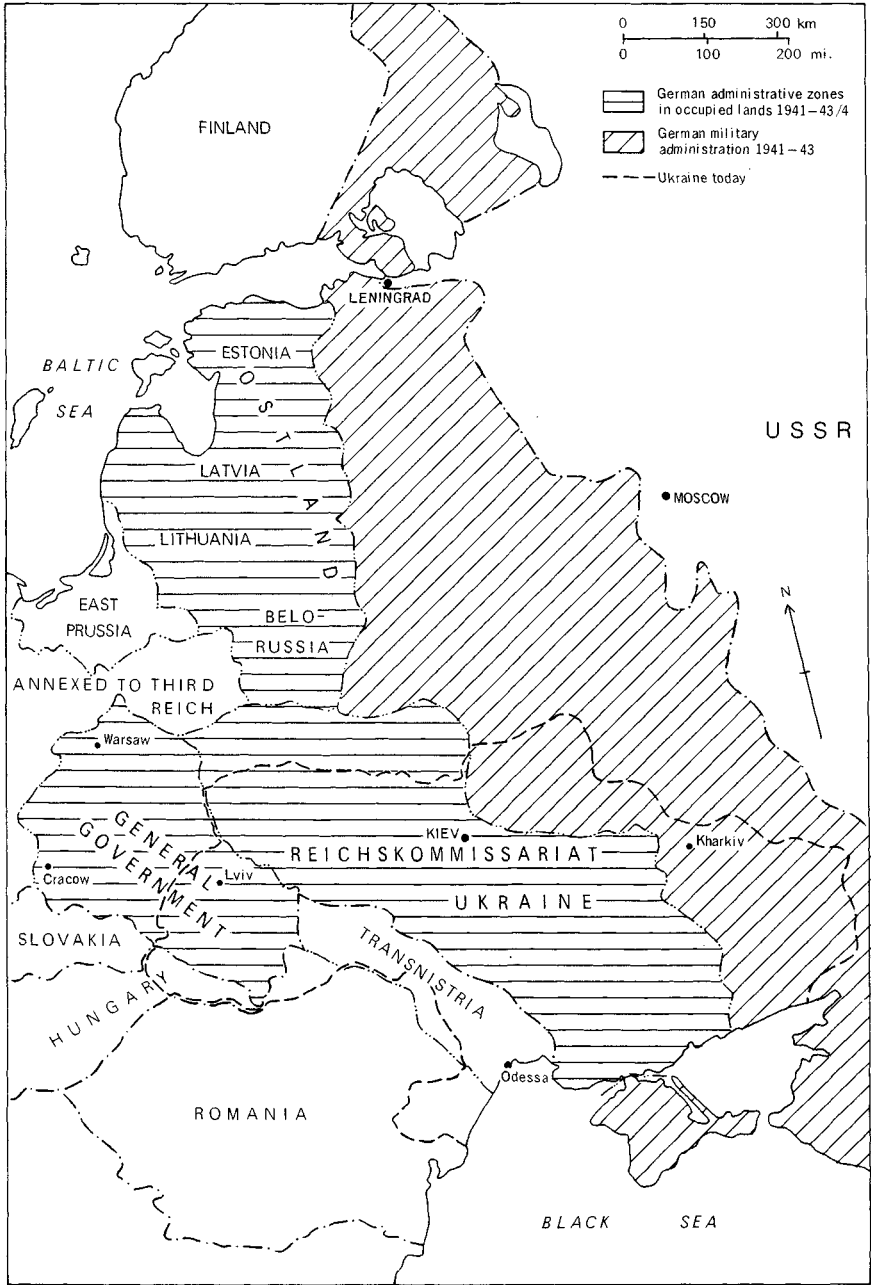 0 150 300 km
0 100 200 mi.
German administrative zones
in occupied lands 1941–43/4
German military
administration 1941–43
Ukraine today
FINLAND
LENINGRAD
ESTONIA
BALTIC
SEA
OSTLAND
USSR
LATVIA
MOSCOW
LITHUANIA
N
EAST
PRUSSIA
BELO-
RUSSIA
ANNEXED TO THIRD
REICH
Warsaw
GENERAL
GOVERNMENT
KIEV
Kharkiv
REICHSKOMMISSARIAT
UKRAINE
Cracow
Lviv
SLOVAKIA
TRANSNISTRIA
HUNGARY
Odessa
ROMANIA
BLACK SEA